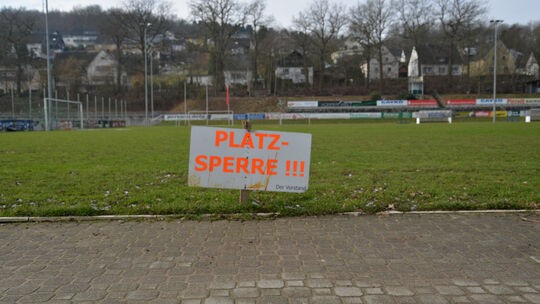 PLATZ-
SPERRE !!!
Der Vorstand